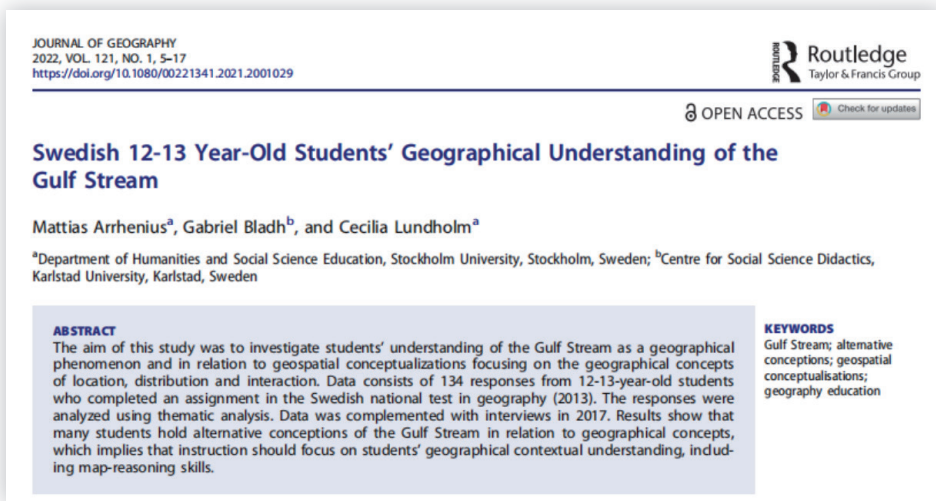 JOURNAL OF GEOGRAPHY
2022, VOL. 121, NO. 1, 5–17
https://doi.org/10.1080/00221341.2021.2001029
ROUTLEDGE
Routledge
Taylor & Francis Group
OPEN ACCESS
Check for updates
Swedish 12-13 Year-Old Students’ Geographical Understanding of the
Gulf Stream
Mattias Arrheniusᵃ, Gabriel Bladhᵇ, and Cecilia Lundholmᵃ
ᵃDepartment of Humanities and Social Science Education, Stockholm University, Stockholm, Sweden; ᵇCentre for Social Science Didactics,
Karlstad University, Karlstad, Sweden
ABSTRACT
The aim of this study was to investigate students’ understanding of the Gulf Stream as a geographical
phenomenon and in relation to geospatial conceptualizations focusing on the geographical concepts
of location, distribution and interaction. Data consists of 134 responses from 12-13-year-old students
who completed an assignment in the Swedish national test in geography (2013). The responses were
analyzed using thematic analysis. Data was complemented with interviews in 2017. Results show that
many students hold alternative conceptions of the Gulf Stream in relation to geographical concepts,
which implies that instruction should focus on students’ geographical contextual understanding, includ-
ing map-reasoning skills.
KEYWORDS
Gulf Stream; alternative
conceptions; geospatial
conceptualisations;
geography education